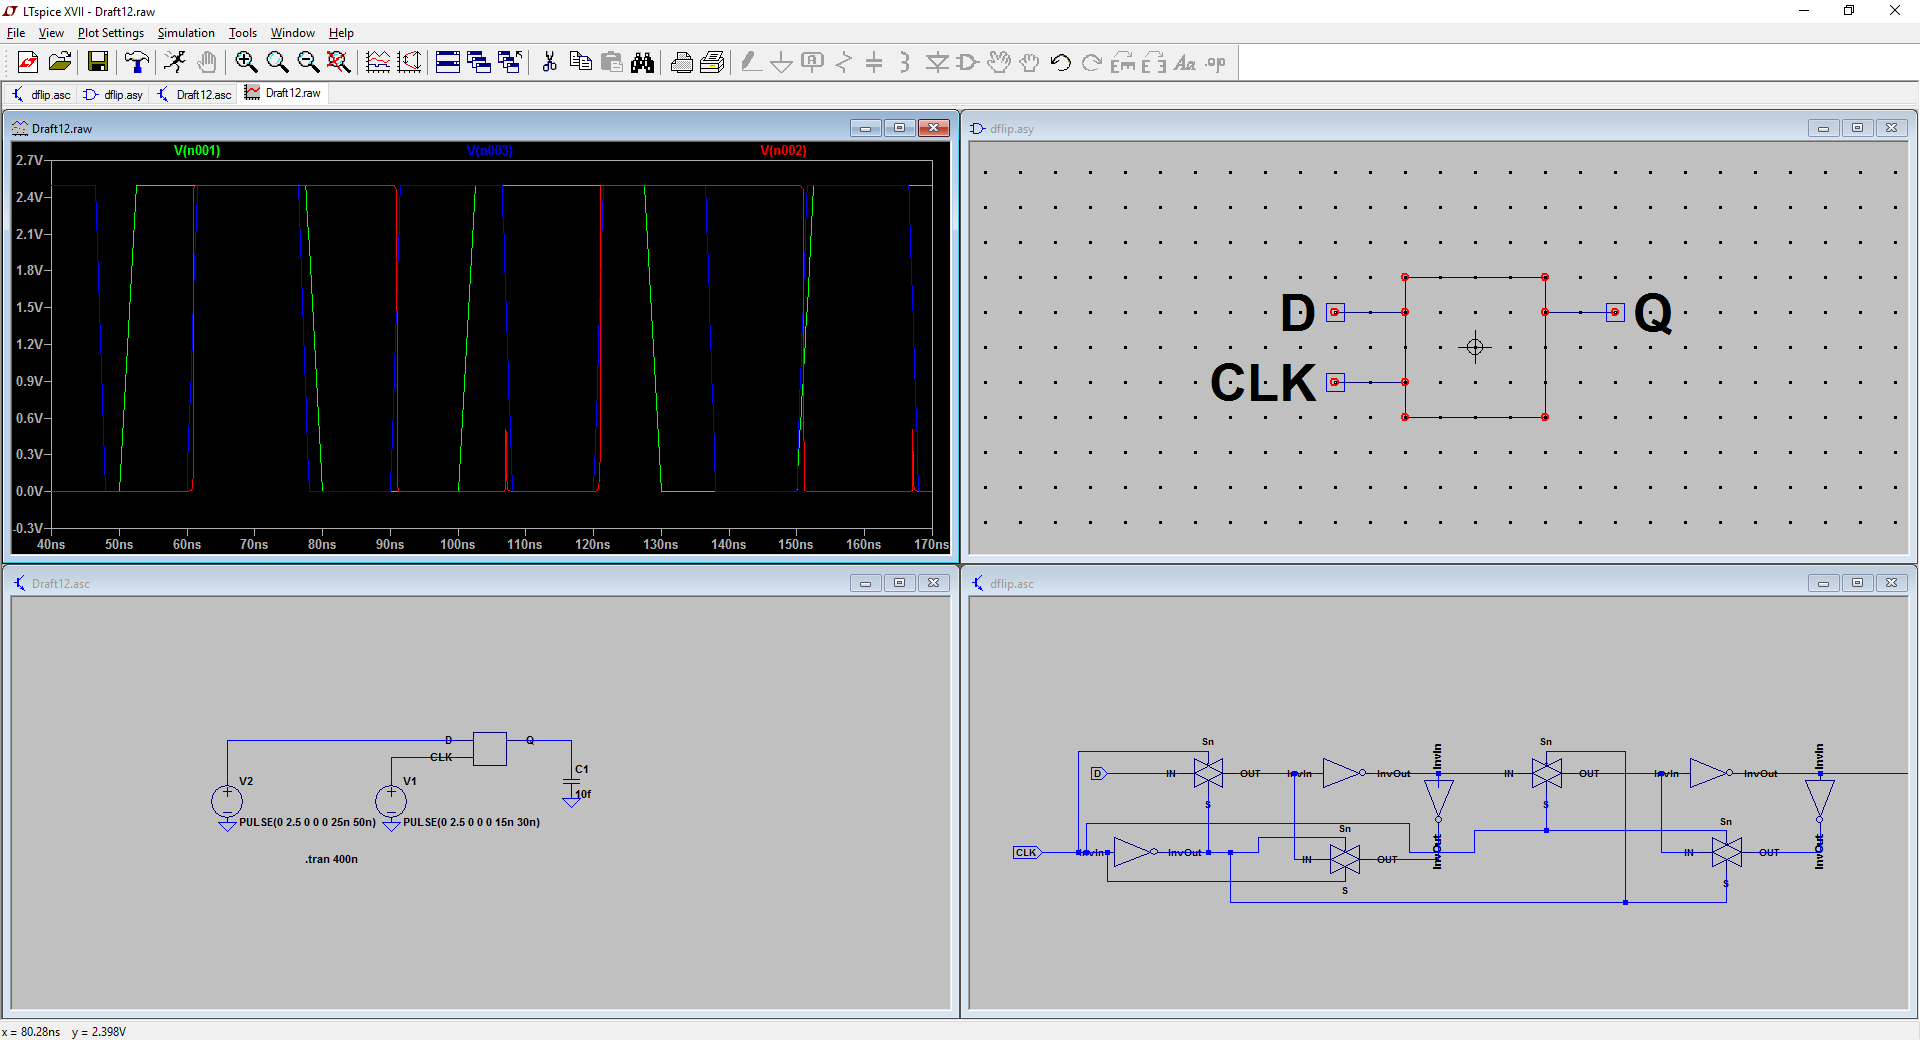 LTspice XVII - Draft12.raw
File View Plot Settings Simulation Tools Window Help
Aa .op
dflip.asc dflip.asy Draft12.asc Draft12.raw
Draft12.raw
V(n001) V(n003) V(n002)
2.7V
2.4V
2.1V
1.8V
1.5V
1.2V
0.9V
0.6V
0.3V
0.0V
-0.3V
40ns 50ns 60ns 70ns 80ns 90ns 100ns 110ns 120ns 130ns 140ns 150ns 160ns 170ns
dflip.asy
D Q
CLK
Draft12.asc
D Q
CLK
V2 V1 C1
10f
PULSE(0 2.5 0 0 0 25n 50n) PULSE(0 2.5 0 0 0 15n 30n)
.tran 400n
dflip.asc
Sn Sn
InvIn InvIn
D IN OUT InvIn InvOut IN OUT InvIn InvOut
S S
Sn Sn
CLK InvIn InvOut IN OUT InvOut IN OUT InvOut
S S
x = 80.28ns y = 2.398V